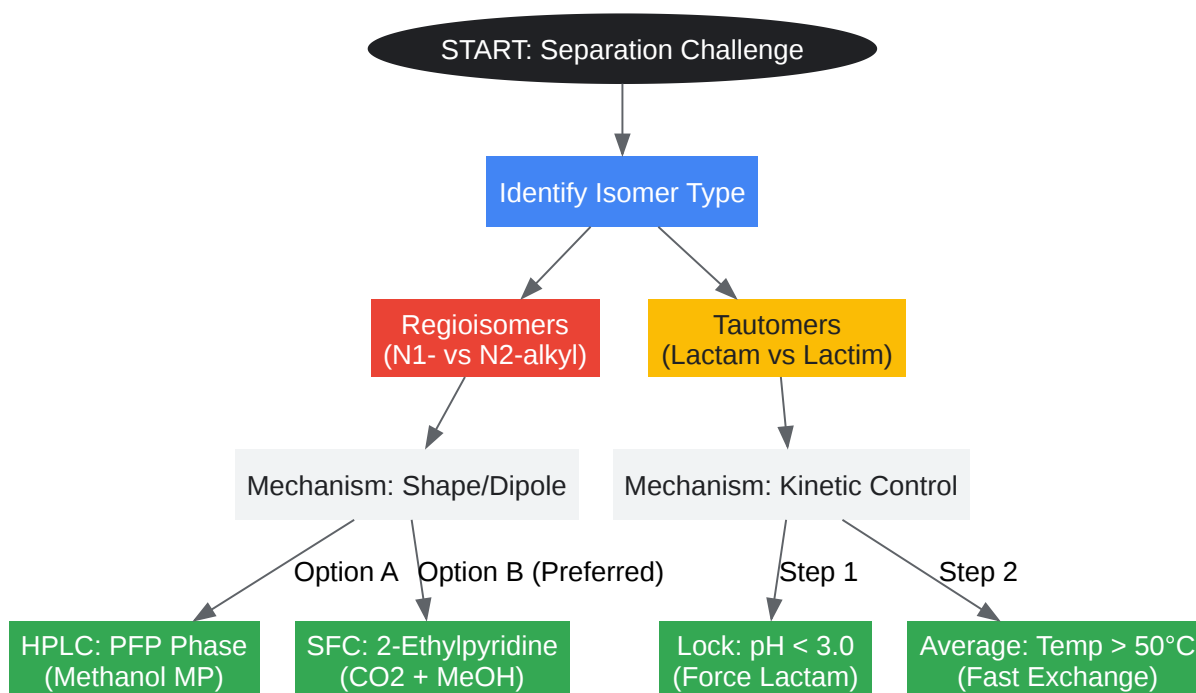 START: Separation Challenge
Identify Isomer Type
Regioisomers
(N1- vs N2-alkyl)
Tautomers
(Lactam vs Lactim)
Mechanism: Shape/Dipole
Mechanism: Kinetic Control
Option A
Option B (Preferred)
Step 1
Step 2
HPLC: PFP Phase
(Methanol MP)
SFC: 2-Ethylpyridine
(CO2 + MeOH)
Lock: pH < 3.0
(Force Lactam)
Average: Temp > 50°C
(Fast Exchange)